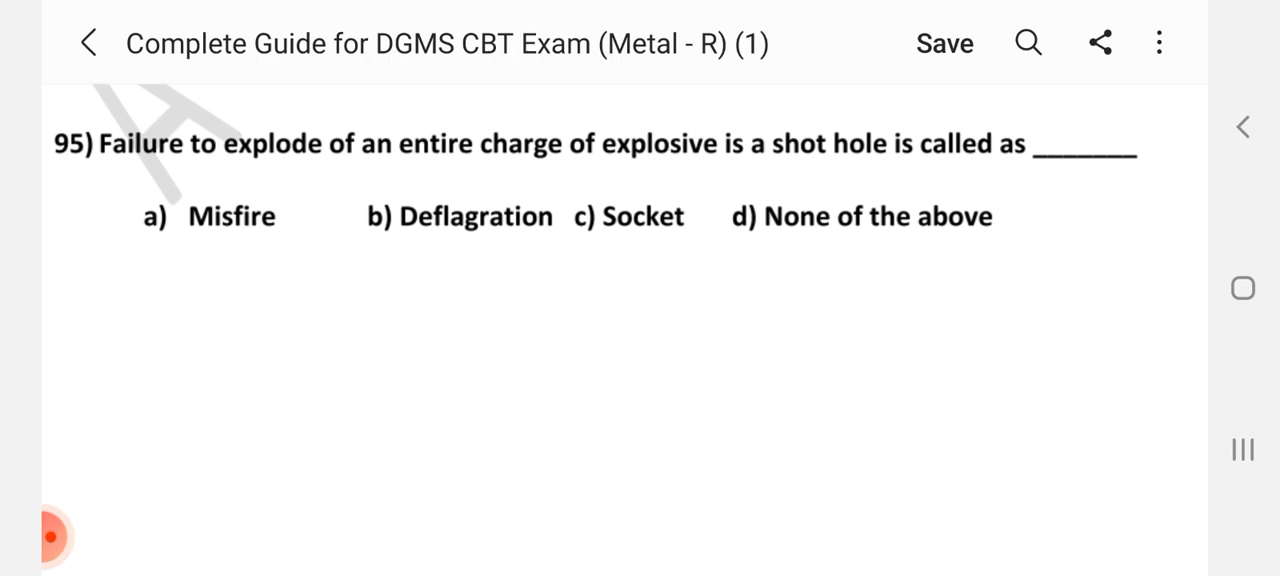 Complete Guide for DGMS CBT Exam (Metal - R) (1) Save
95) Failure to explode of an entire charge of explosive is a shot hole is called as _______
a) Misfire b) Deflagration c) Socket d) None of the above